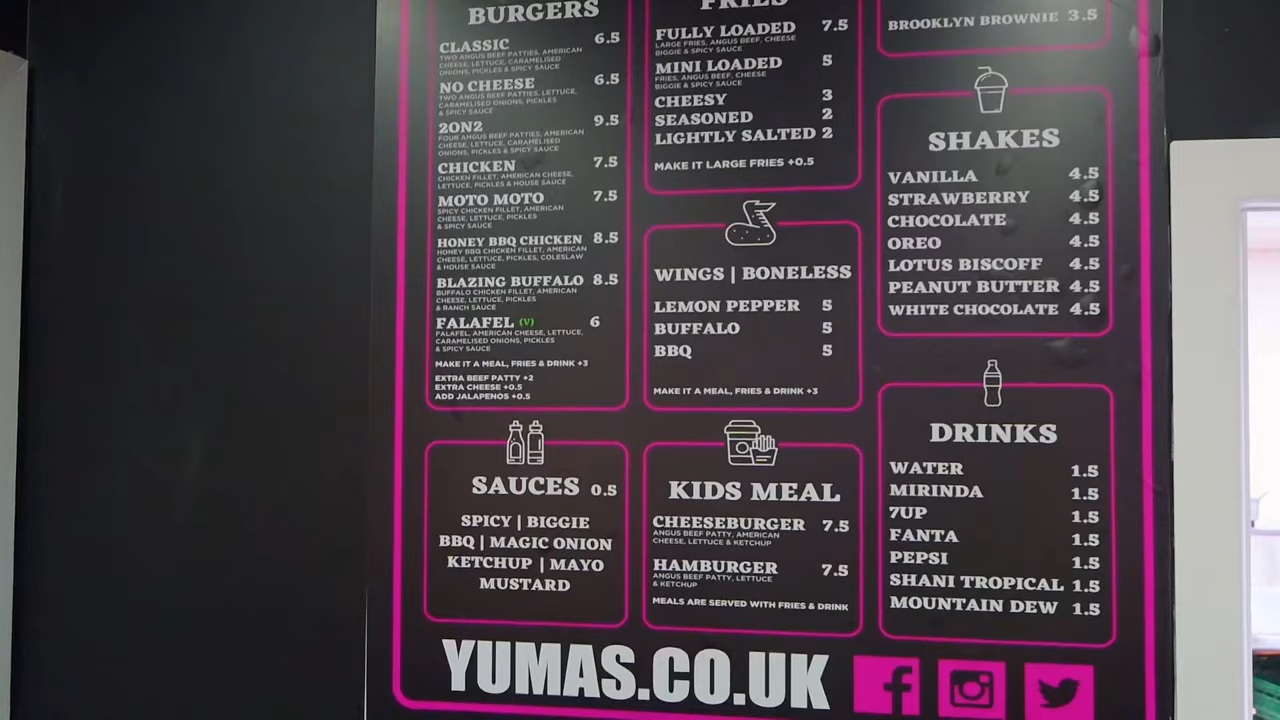 BURGERS
CLASSIC 6.5
TWO ANGUS BEEF PATTIES, AMERICAN
CHEESE, LETTUCE, CARAMELISED
ONIONS, PICKLES & SPICY SAUCE
NO CHEESE 6.5
TWO ANGUS BEEF PATTIES, LETTUCE,
CARAMELISED ONIONS, PICKLES
& SPICY SAUCE
2ON2 9.5
FOUR ANGUS BEEF PATTIES, AMERICAN
CHEESE, LETTUCE, CARAMELISED
ONIONS, PICKLES & SPICY SAUCE
CHICKEN 7.5
CHICKEN FILLET, AMERICAN CHEESE,
LETTUCE, PICKLES & HOUSE SAUCE
MOTO MOTO 7.5
SPICY CHICKEN FILLET, AMERICAN
CHEESE, LETTUCE, PICKLES
& SPICY SAUCE
HONEY BBQ CHICKEN 8.5
HONEY BBQ CHICKEN FILLET, AMERICAN
CHEESE, LETTUCE, PICKLES, COLESLAW
& HOUSE SAUCE
BLAZING BUFFALO 8.5
BUFFALO CHICKEN FILLET, AMERICAN
CHEESE, LETTUCE, PICKLES
& RANCH SAUCE
FALAFEL (V) 6
FALAFEL, AMERICAN CHEESE, LETTUCE,
CARAMELISED ONIONS, PICKLES
& SPICY SAUCE
MAKE IT A MEAL, FRIES & DRINK +3
EXTRA BEEF PATTY +2
EXTRA CHEESE +0.5
ADD JALAPENOS +0.5
SAUCES 0.5
SPICY | BIGGIE
BBQ | MAGIC ONION
KETCHUP | MAYO
MUSTARD
FRIES
FULLY LOADED 7.5
LARGE FRIES, ANGUS BEEF, CHEESE
BIGGIE & SPICY SAUCE
MINI LOADED 5
FRIES, ANGUS BEEF, CHEESE
BIGGIE & SPICY SAUCE
CHEESY 3
SEASONED 2
LIGHTLY SALTED 2
MAKE IT LARGE FRIES +0.5
WINGS | BONELESS
LEMON PEPPER 5
BUFFALO 5
BBQ 5
MAKE IT A MEAL, FRIES & DRINK +3
KIDS MEAL
CHEESEBURGER 7.5
ANGUS BEEF PATTY, AMERICAN
CHEESE, LETTUCE & KETCHUP
HAMBURGER 7.5
ANGUS BEEF PATTY, LETTUCE
& KETCHUP
MEALS ARE SERVED WITH FRIES & DRINK
BROOKLYN BROWNIE 3.5
SHAKES
VANILLA 4.5
STRAWBERRY 4.5
CHOCOLATE 4.5
OREO 4.5
LOTUS BISCOFF 4.5
PEANUT BUTTER 4.5
WHITE CHOCOLATE 4.5
DRINKS
WATER 1.5
MIRINDA 1.5
7UP 1.5
FANTA 1.5
PEPSI 1.5
SHANI TROPICAL 1.5
MOUNTAIN DEW 1.5
YUMAS.CO.UK